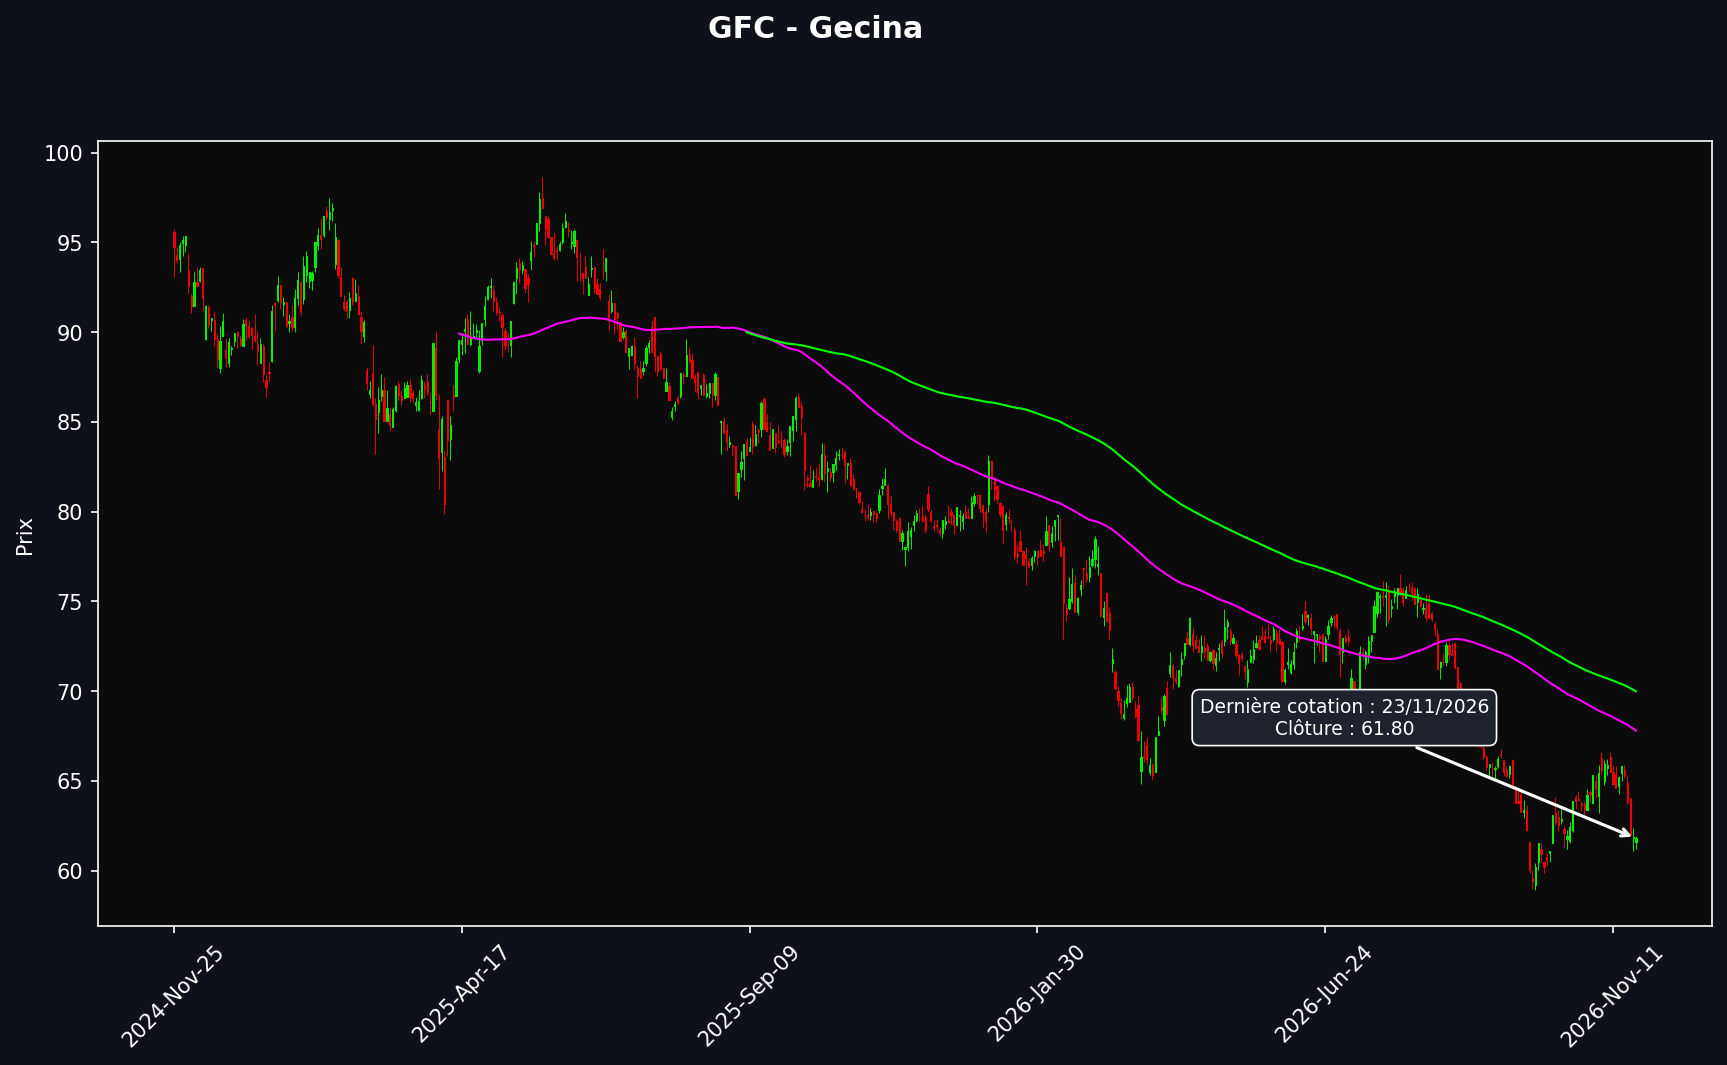 GFC - Gecina
Prix
100
95
90
85
80
75
70
65
60
Dernière cotation : 23/11/2026
Clôture : 61.80
2024-Nov-25
2025-Apr-17
2025-Sep-09
2026-Jan-30
2026-Jun-24
2026-Nov-11